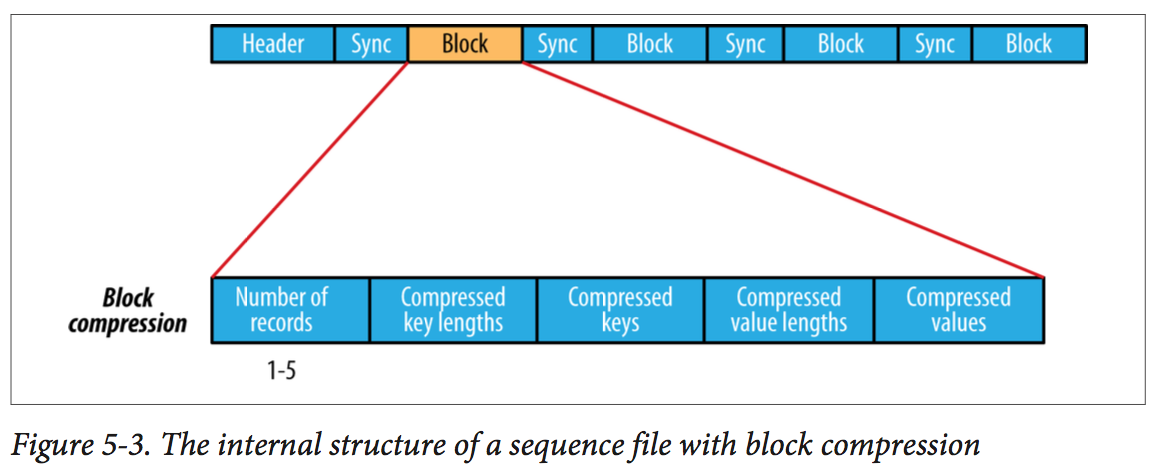 Header Sync Block Sync Block Sync Block Sync Block
Block
compression
Number of
records
Compressed
key lengths
Compressed
keys
Compressed
value lengths
Compressed
values
1-5
Figure 5-3. The internal structure of a sequence file with block compression